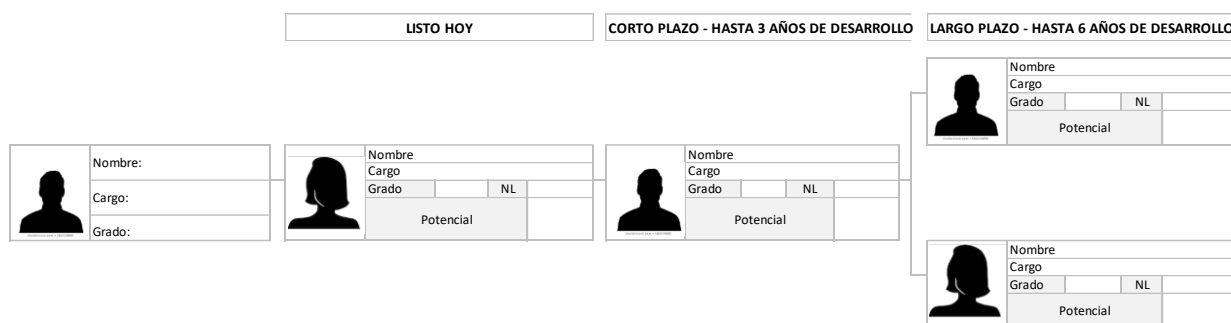 LISTO HOY
CORTO PLAZO - HASTA 3 AÑOS DE DESARROLLO
LARGO PLAZO - HASTA 6 AÑOS DE DESARROLLO
Nombre:
Cargo:
Grado:
Nombre
Cargo
Grado NL
Potencial
Nombre
Cargo
Grado NL
Potencial
Nombre
Cargo
Grado NL
Potencial
Nombre
Cargo
Grado NL
Potencial